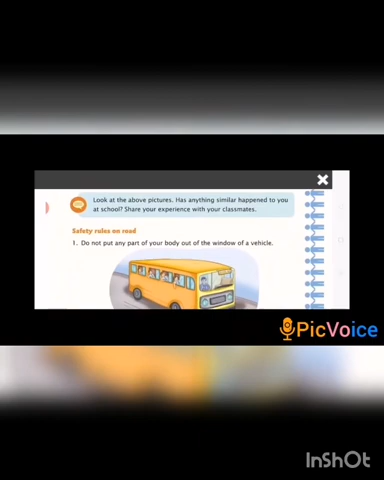 Look at the above pictures. Has anything similar happened to you
at school? Share your experience with your classmates.
Safety rules on road
1. Do not put any part of your body out of the window of a vehicle.
PicVoice
InShOt